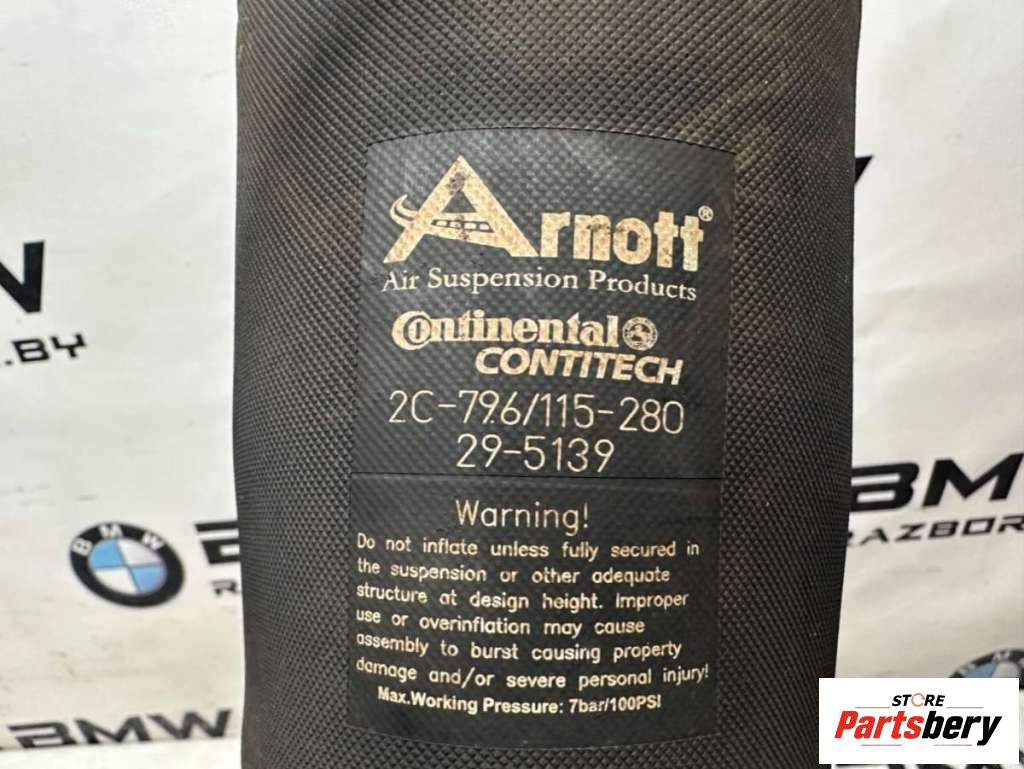 Arnott®
Air Suspension Products
Continental
CONTITECH
2C-79.6/115-280
29-5139
Warning!
Do not inflate unless fully secured in
the suspension or other adequate
structure at design height. Improper
use or overinflation may cause
assembly to burst causing property
damage and/or severe personal injury!
Max.Working Pressure: 7bar/100PSI
.BY
BMW
BMW
RAZBOR
BMW
STORE
Partsbery